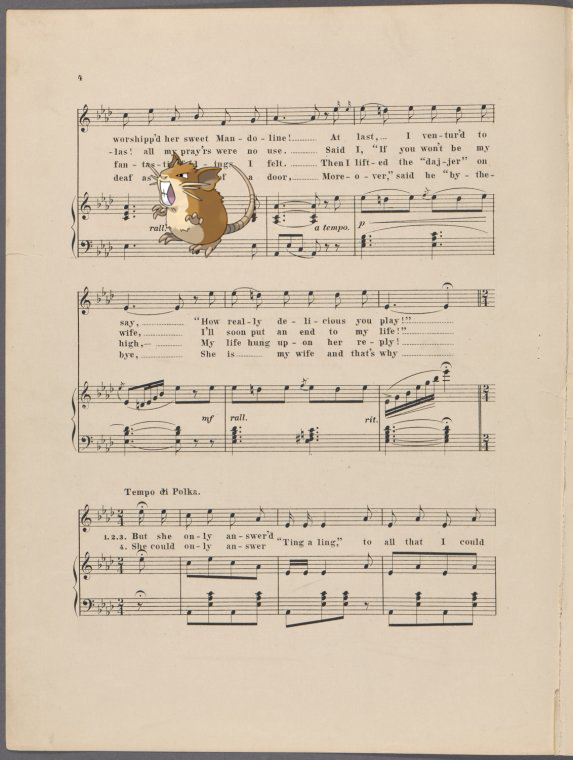 4
worshipp'd her sweet Man-do-line! At last,... I ven-tur'd to
-las! all my pray'rs were no use. Said I, "If you won't be my
fan-tas-ti- -ings I felt. Then I lift-ed the "daj-jer" on
deaf as a door, More-o-ver," said he "by-the-
rall. a tempo. p
say, "How real-ly de-li-cious you play!"
wife, I'll soon put an end to my life!"
high, My life hung up-on her re-ply!
bye, She is my wife and that's why
mf rall. rit.
Tempo di Polka.
1.2.3. But she on-ly an-swer'd "Ting a ling," to all that I could
4. She could on-ly an-swer